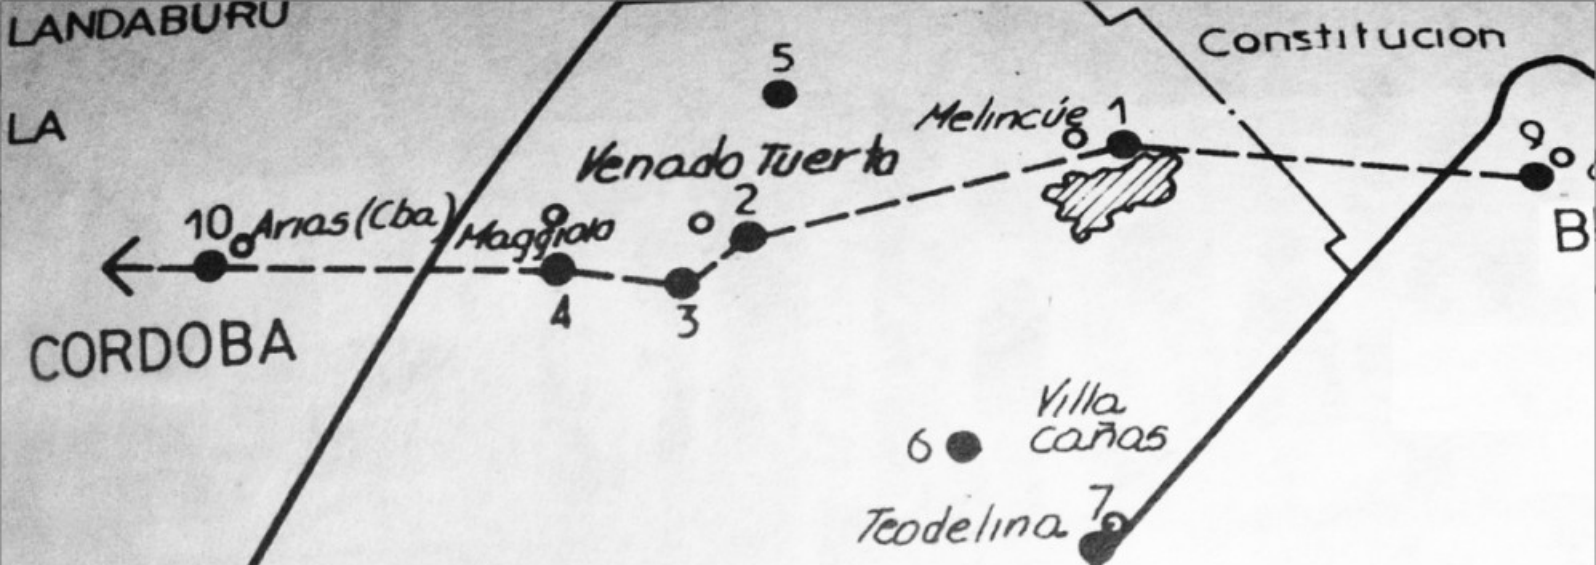 LANDABURU
Constitucion
5
LA
Melincúe 1
9
Venado Tuerto
10 Arias (Cba)
Maggiolo
2
B
4
3
CORDOBA
Villa
cañas
6
7
Teodelina